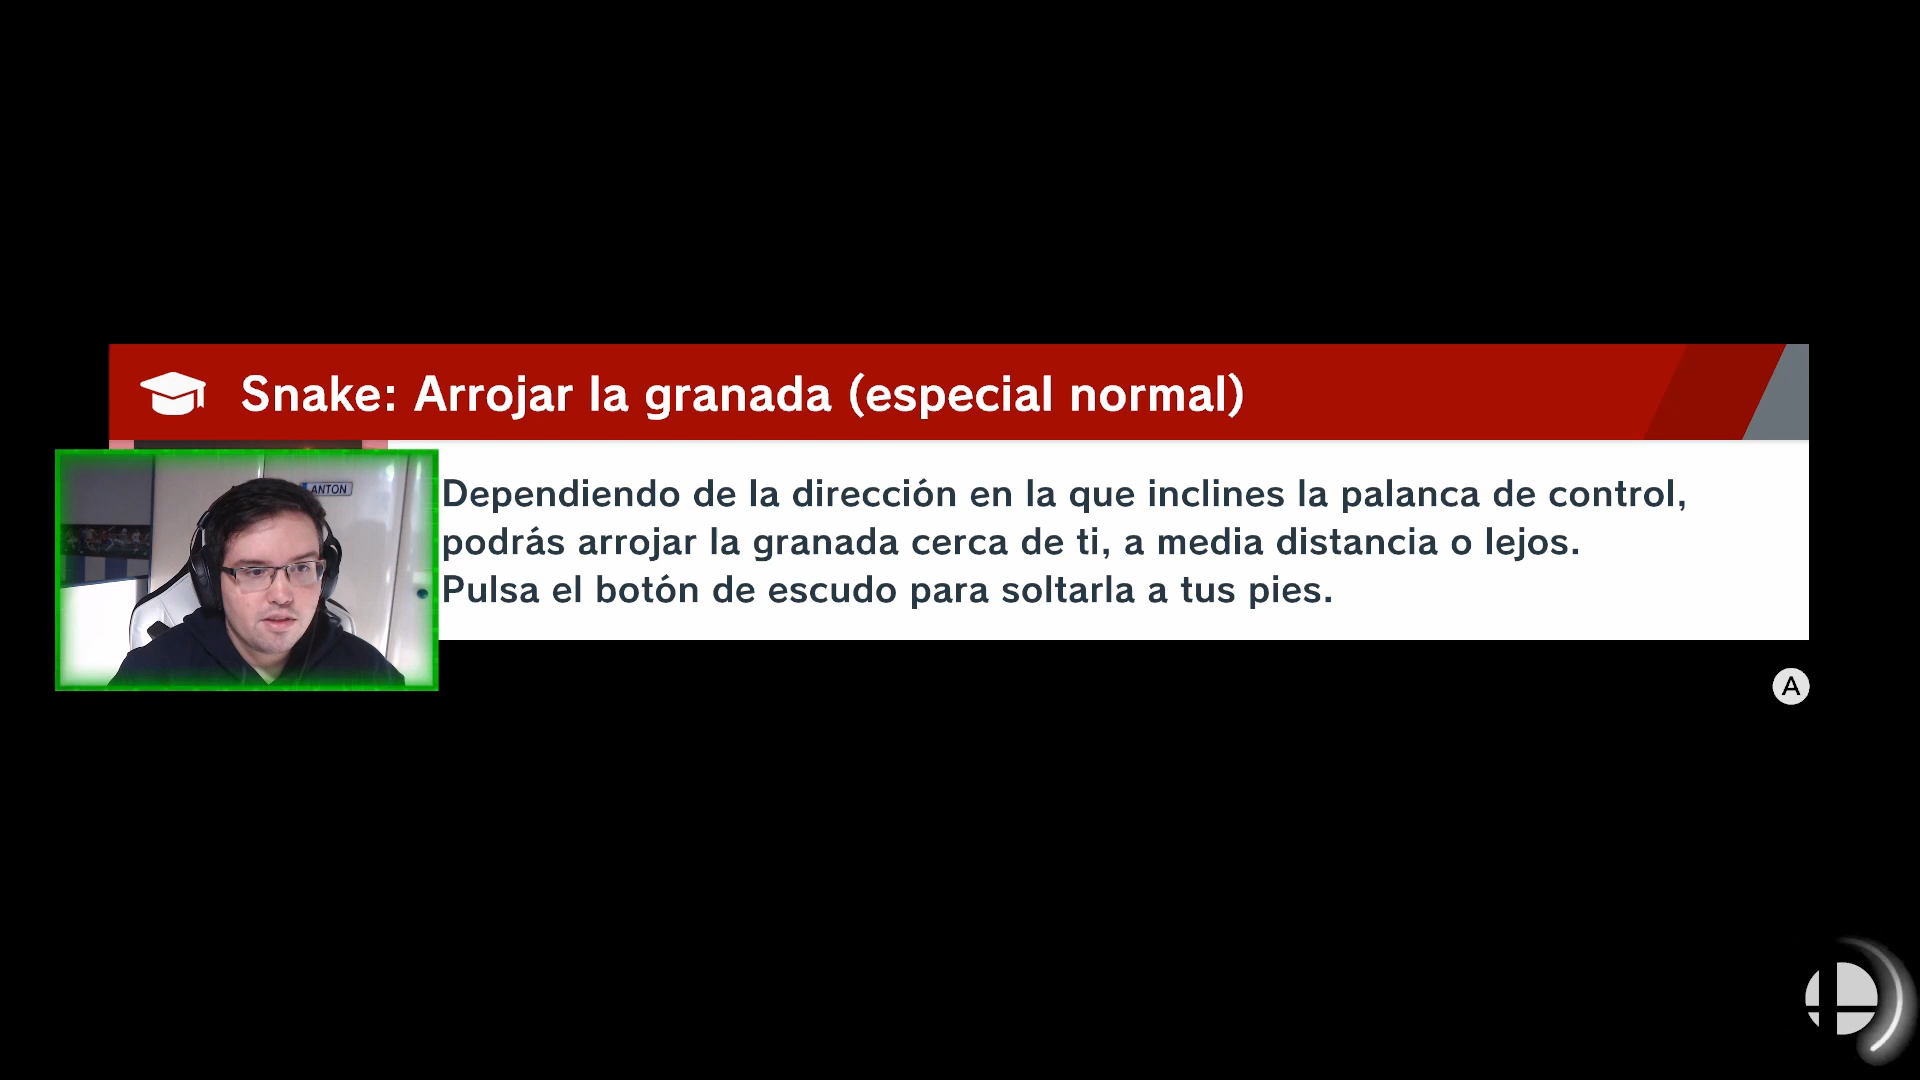 Snake: Arrojar la granada (especial normal)
ANTON
Dependiendo de la dirección en la que inclines la palanca de control,
podrás arrojar la granada cerca de ti, a media distancia o lejos.
Pulsa el botón de escudo para soltarla a tus pies.
A